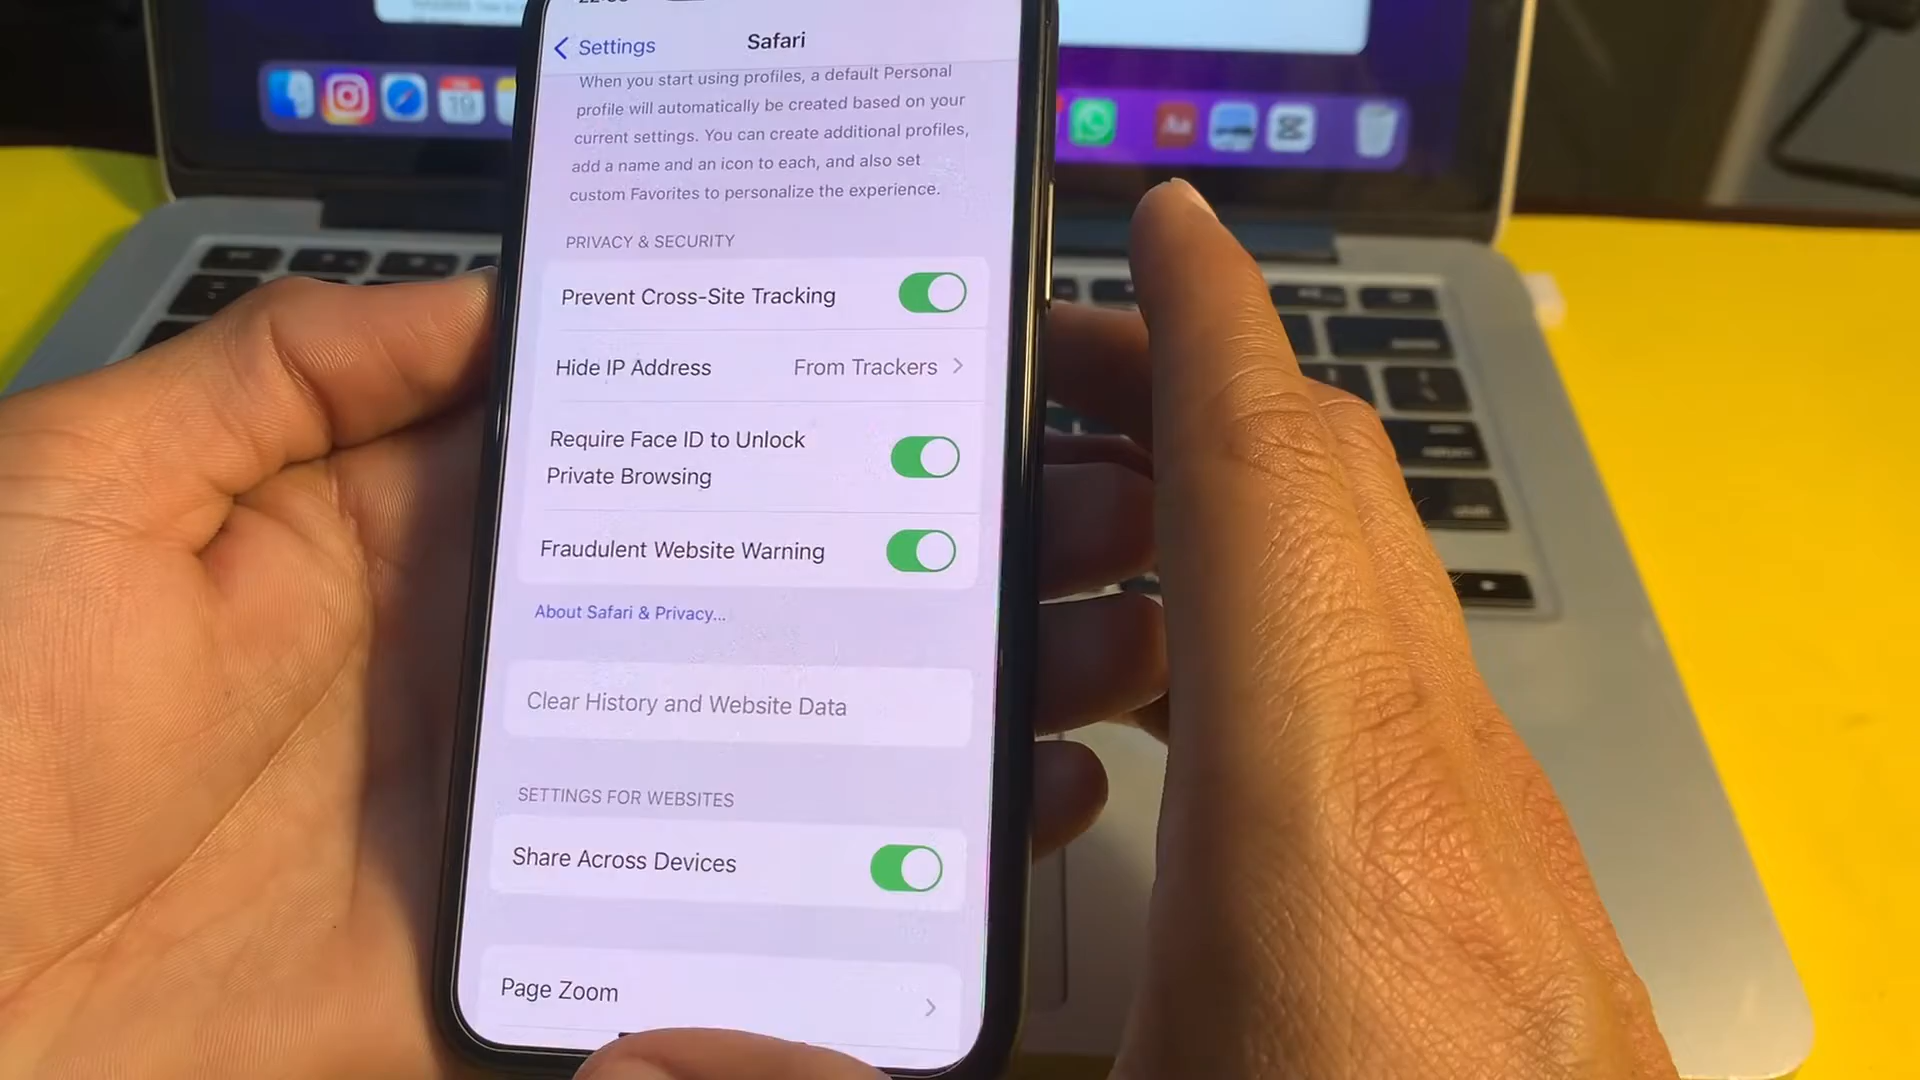 Settings
Safari
When you start using profiles, a default Personal
profile will automatically be created based on your
current settings. You can create additional profiles,
add a name and an icon to each, and also set
custom Favorites to personalize the experience.
PRIVACY & SECURITY
Prevent Cross-Site Tracking
Hide IP Address From Trackers
Require Face ID to Unlock
Private Browsing
Fraudulent Website Warning
About Safari & Privacy...
Clear History and Website Data
SETTINGS FOR WEBSITES
Share Across Devices
Page Zoom
19
Aa